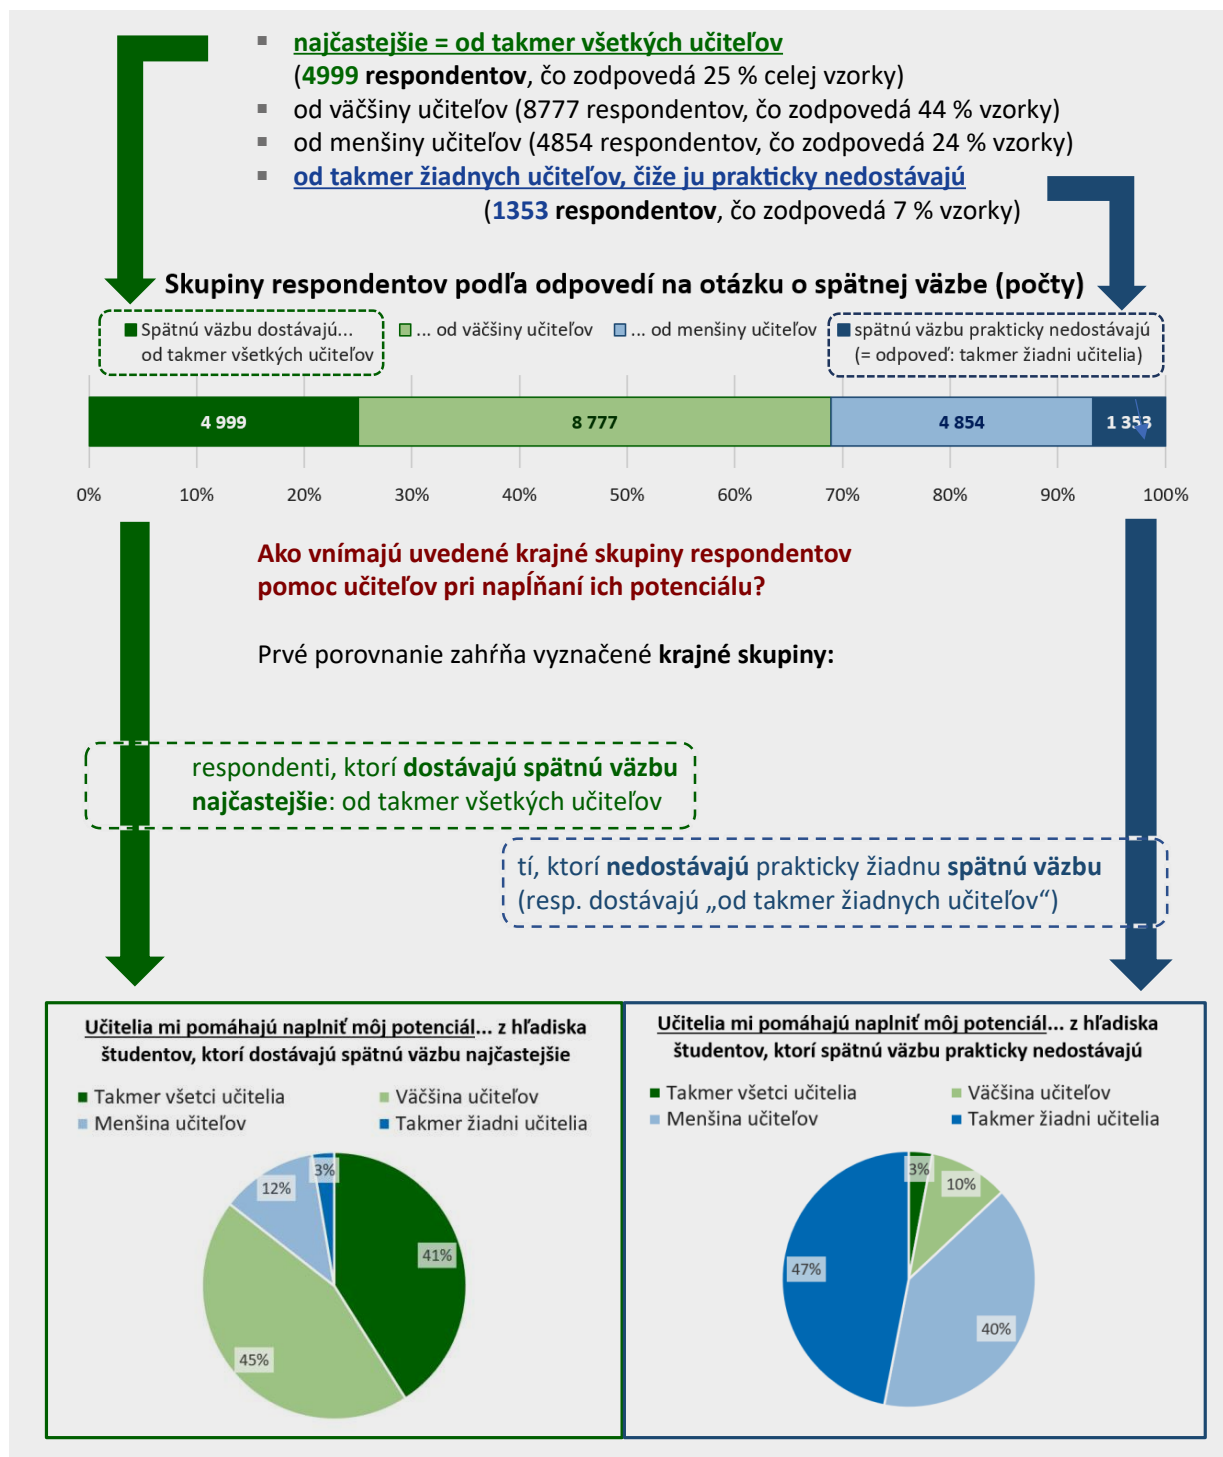 ▪ najčastejšie = od takmer všetkých učiteľov
(4999 respondentov, čo zodpovedá 25 % celej vzorky)
▪ od väčšiny učiteľov (8777 respondentov, čo zodpovedá 44 % vzorky)
▪ od menšiny učiteľov (4854 respondentov, čo zodpovedá 24 % vzorky)
▪ od takmer žiadnych učiteľov, čiže ju prakticky nedostávajú
(1353 respondentov, čo zodpovedá 7 % vzorky)
Skupiny respondentov podľa odpovedí na otázku o spätnej väzbe (počty)
Spätnú väzbu dostávajú...
od takmer všetkých učiteľov
... od väčšiny učiteľov
... od menšiny učiteľov
spätnú väzbu prakticky nedostávajú
(= odpoveď: takmer žiadni učitelia)
4 999 8 777 4 854 1 353
0% 10% 20% 30% 40% 50% 60% 70% 80% 90% 100%
Ako vnímajú uvedené krajné skupiny respondentov
pomoc učiteľov pri napĺňaní ich potenciálu?
Prvé porovnanie zahŕňa vyznačené krajné skupiny:
respondenti, ktorí dostávajú spätnú väzbu
najčastejšie: od takmer všetkých učiteľov
tí, ktorí nedostávajú prakticky žiadnu spätnú väzbu
(resp. dostávajú „od takmer žiadnych učiteľov“)
Učitelia mi pomáhajú naplniť môj potenciál... z hľadiska
študentov, ktorí dostávajú spätnú väzbu najčastejšie
Takmer všetci učitelia Väčšina učiteľov
Menšina učiteľov Takmer žiadni učitelia
3%
12%
41%
45%
Učitelia mi pomáhajú naplniť môj potenciál... z hľadiska
študentov, ktorí spätnú väzbu prakticky nedostávajú
Takmer všetci učitelia Väčšina učiteľov
Menšina učiteľov Takmer žiadni učitelia
3%
10%
47%
40%